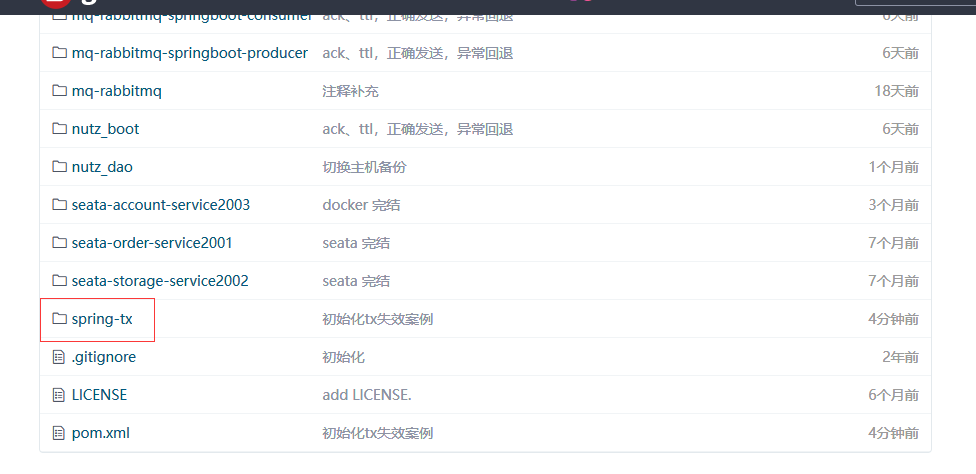 mq-rabbitmq-springboot-consumer ack、ttl，正确发送，异常回退 6天前
mq-rabbitmq-springboot-producer ack、ttl，正确发送，异常回退 6天前
mq-rabbitmq 注释补充 18天前
nutz_boot ack、ttl，正确发送，异常回退 6天前
nutz_dao 切换主机备份 1个月前
seata-account-service2003 docker 完结 3个月前
seata-order-service2001 seata 完结 7个月前
seata-storage-service2002 seata 完结 7个月前
spring-tx 初始化tx失效案例 4分钟前
.gitignore 初始化 2年前
LICENSE add LICENSE. 6个月前
pom.xml 初始化tx失效案例 4分钟前